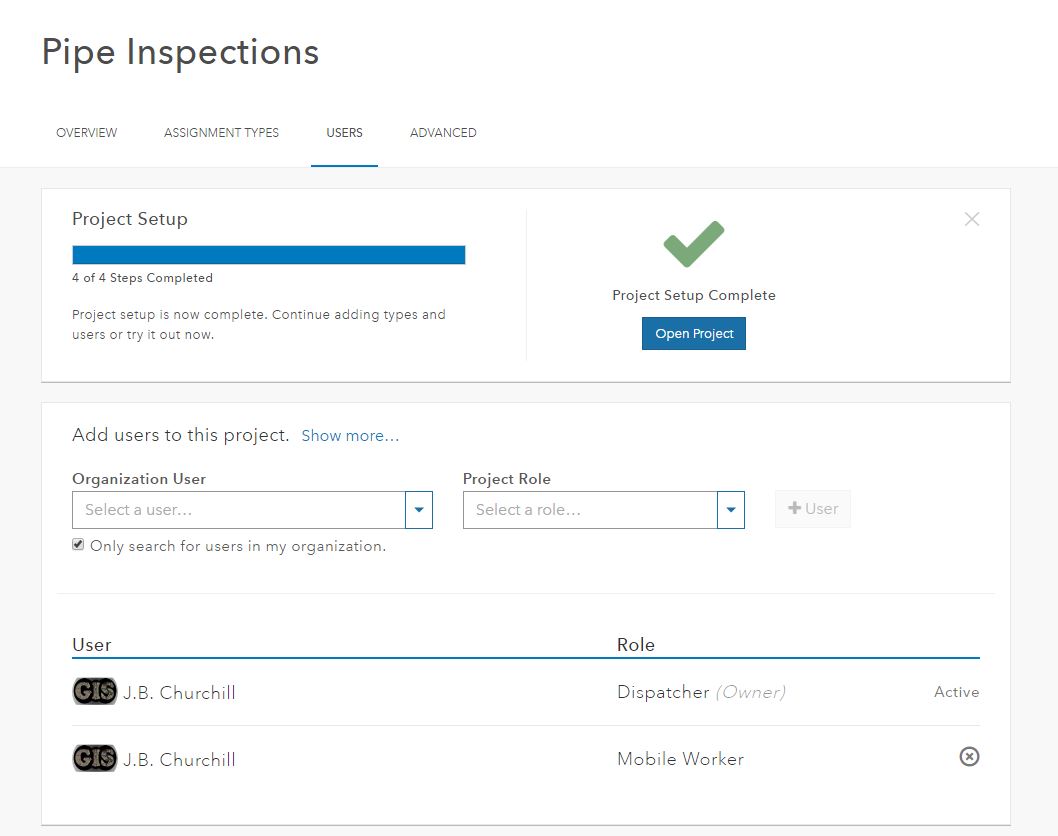 Pipe Inspections
OVERVIEW ASSIGNMENT TYPES USERS ADVANCED
Project Setup
4 of 4 Steps Completed
Project setup is now complete. Continue adding types and
users or try it out now.
Project Setup Complete
Open Project
Add users to this project. Show more...
Organization User
Select a user...
Only search for users in my organization.
Project Role
Select a role...
User
User Role
GIS J.B. Churchill Dispatcher (Owner) Active
GIS J.B. Churchill Mobile Worker